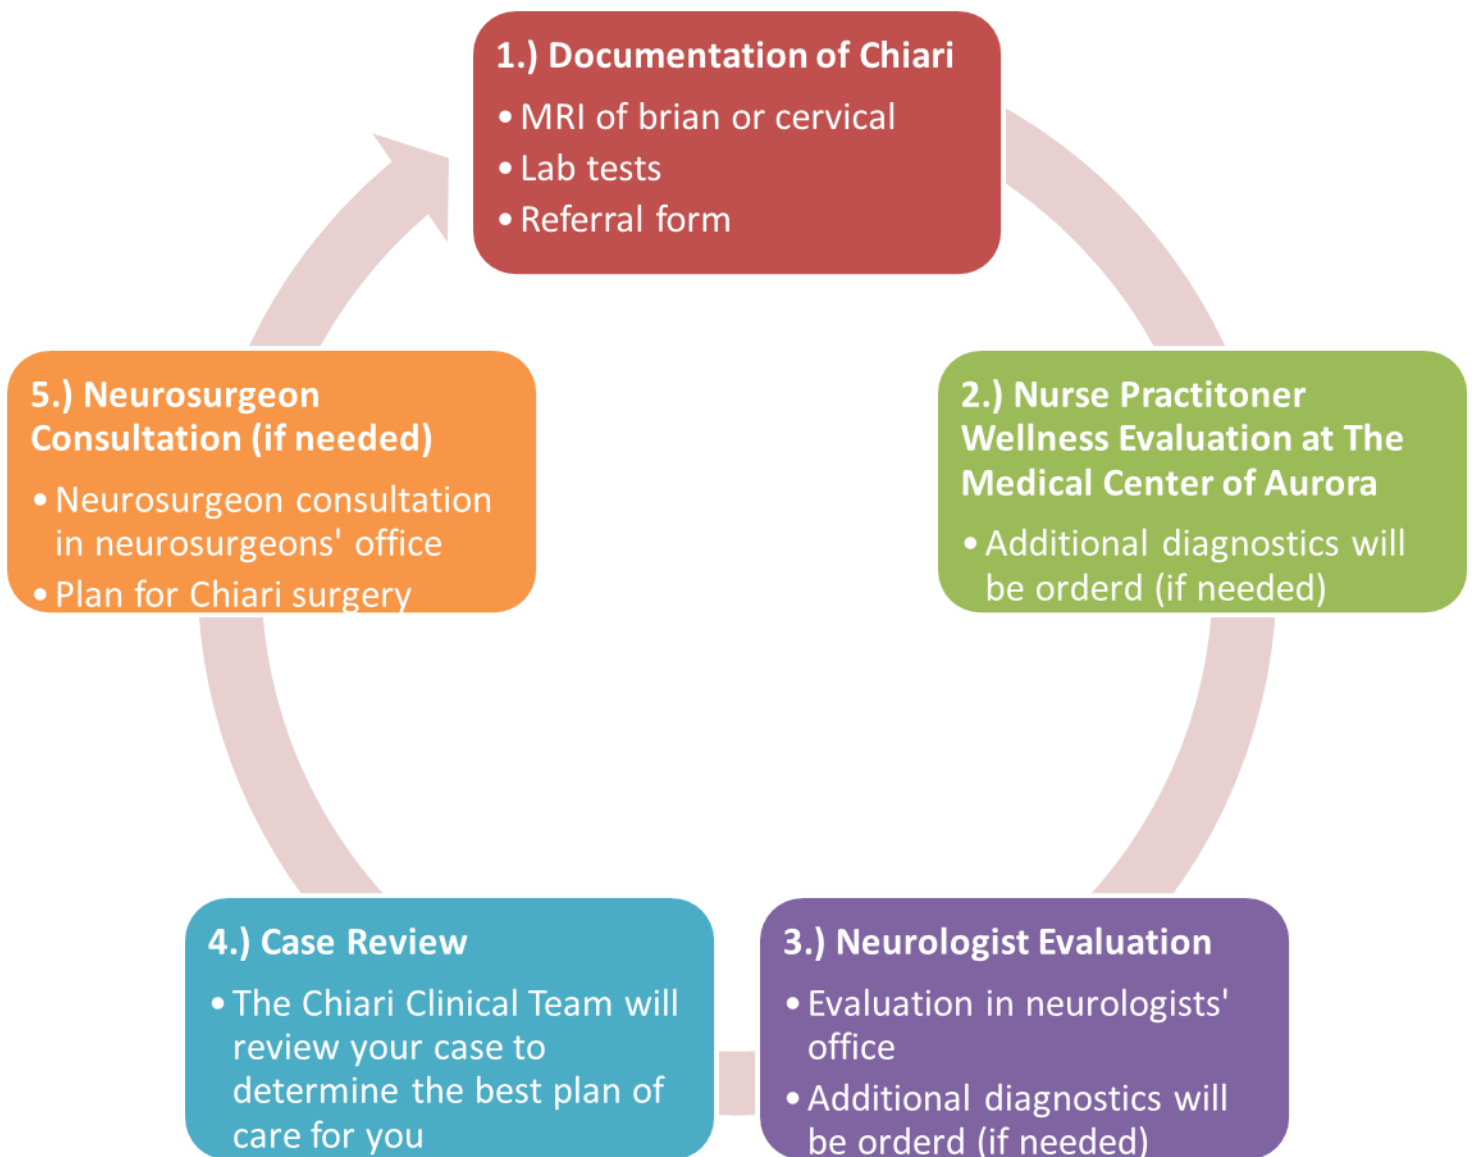 1.) Documentation of Chiari
• MRI of brian or cervical
• Lab tests
• Referral form
2.) Nurse Practitoner
Wellness Evaluation at The
Medical Center of Aurora
• Additional diagnostics will
be orderd (if needed)
3.) Neurologist Evaluation
• Evaluation in neurologists'
office
• Additional diagnostics will
be orderd (if needed)
4.) Case Review
• The Chiari Clinical Team will
review your case to
determine the best plan of
care for you
5.) Neurosurgeon
Consultation (if needed)
• Neurosurgeon consultation
in neurosurgeons' office
• Plan for Chiari surgery